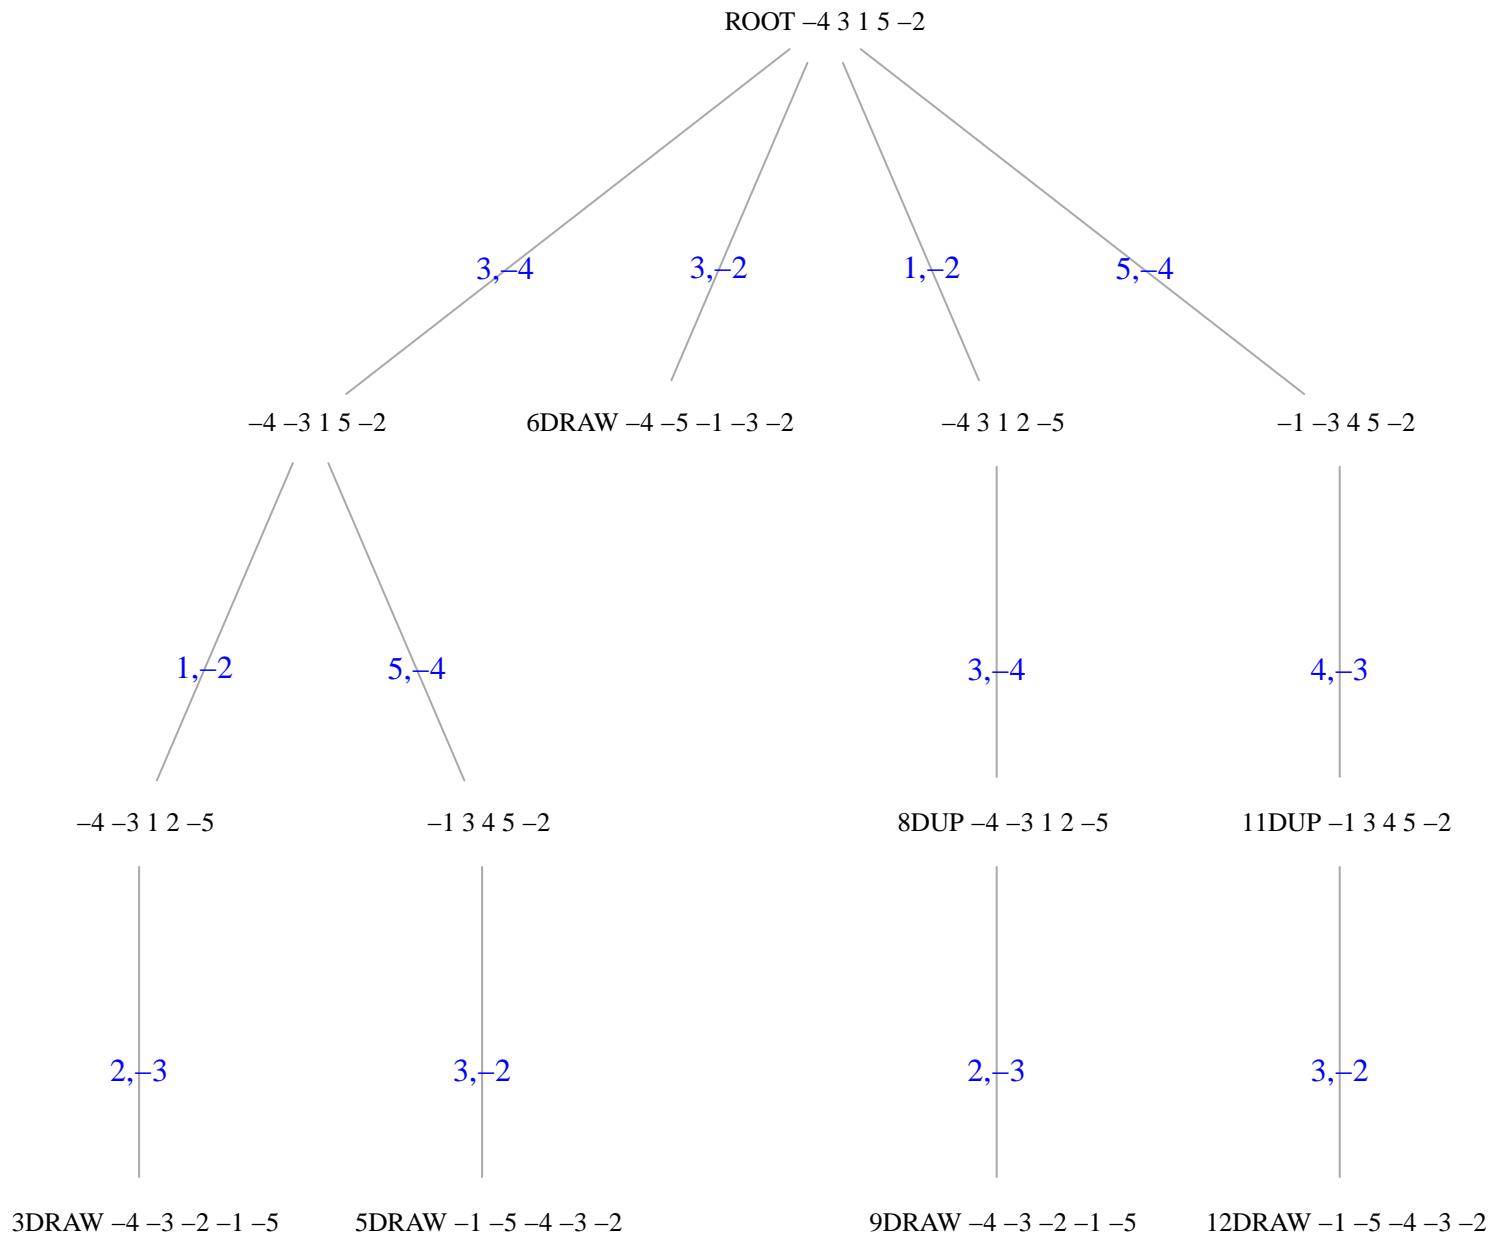 ROOT –4 3 1 5 –2
3,–4
3,–2
1,–2
5,–4
–4 –3 1 5 –2
6DRAW –4 –5 –1 –3 –2
–4 3 1 2 –5
–1 –3 4 5 –2
1,–2
5,–4
3,–4
4,–3
–4 –3 1 2 –5
–1 3 4 5 –2
8DUP –4 –3 1 2 –5
11DUP –1 3 4 5 –2
2,–3
3,–2
2,–3
3,–2
3DRAW –4 –3 –2 –1 –5
5DRAW –1 –5 –4 –3 –2
9DRAW –4 –3 –2 –1 –5
12DRAW –1 –5 –4 –3 –2